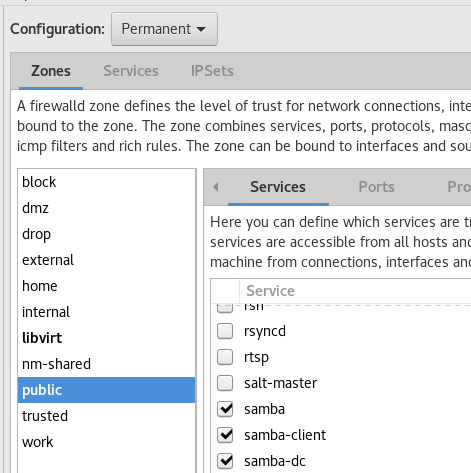 Configuration: Permanent
Zones Services IPSets
A firewalld zone defines the level of trust for network connections, inte
bound to the zone. The zone combines services, ports, protocols, masq
icmp filters and rich rules. The zone can be bound to interfaces and sou
block
dmz
drop
external
home
internal
libvirt
nm-shared
public
trusted
work
Services Ports Pro
Here you can define which services are tr
services are accessible from all hosts and
machine from connections, interfaces and
Service
rsh
rsyncd
rtsp
salt-master
samba
samba-client
samba-dc